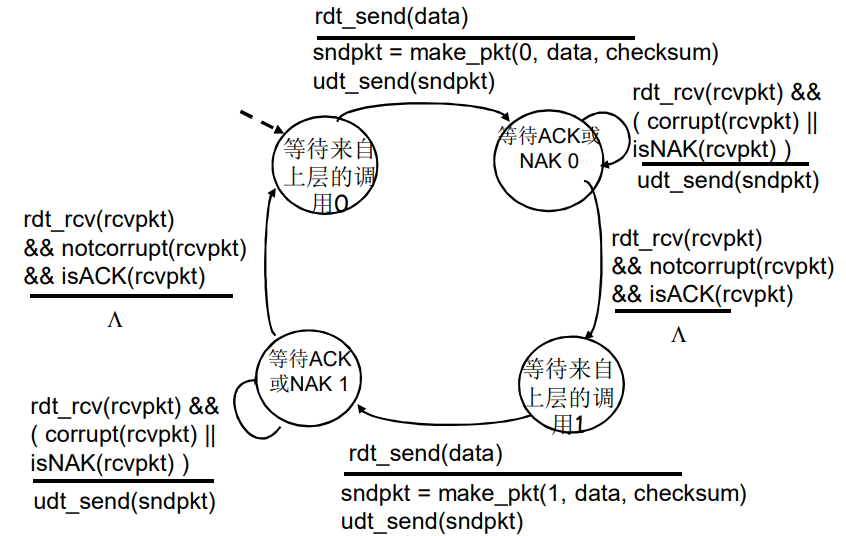 rdt_send(data)
sndpkt = make_pkt(0, data, checksum)
udt_send(sndpkt)
等待来自
上层的调
用0
等待ACK或
NAK 0
rdt_rcv(rcvpkt) &&
( corrupt(rcvpkt) ||
isNAK(rcvpkt) )
udt_send(sndpkt)
rdt_rcv(rcvpkt)
&& notcorrupt(rcvpkt)
&& isACK(rcvpkt)
Λ
rdt_rcv(rcvpkt)
&& notcorrupt(rcvpkt)
&& isACK(rcvpkt)
Λ
等待ACK
或NAK 1
等待来自
上层的调
用1
rdt_rcv(rcvpkt) &&
( corrupt(rcvpkt) ||
isNAK(rcvpkt) )
udt_send(sndpkt)
rdt_send(data)
sndpkt = make_pkt(1, data, checksum)
udt_send(sndpkt)